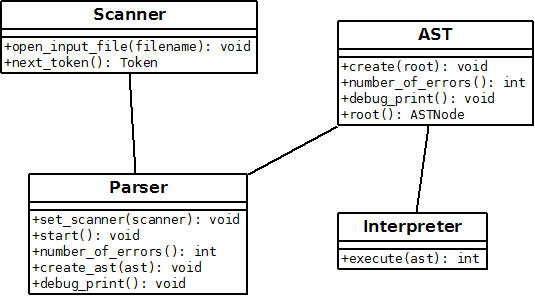 Scanner
+open_input_file(filename): void
+next_token(): Token
AST
+create(root): void
+number_of_errors(): int
+debug_print(): void
+root(): ASTNode
Parser
+set_scanner(scanner): void
+start(): void
+number_of_errors(): int
+create_ast(ast): void
+debug_print(): void
Interpreter
+execute(ast): int